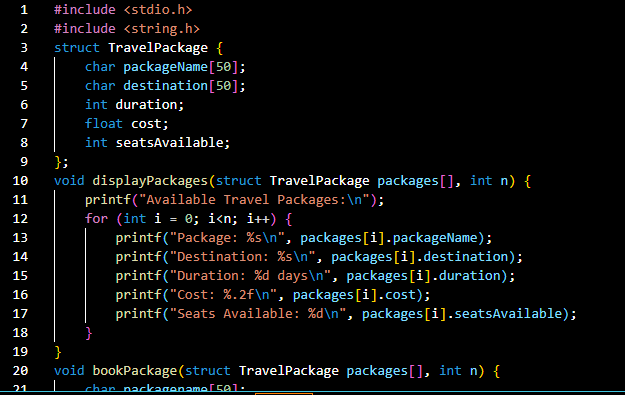 1 #include <stdio.h>
2 #include <string.h>
3 struct TravelPackage {
4 char packageName[50];
5 char destination[50];
6 int duration;
7 float cost;
8 int seatsAvailable;
9 };
10 void displayPackages(struct TravelPackage packages[], int n) {
11 printf("Available Travel Packages:\n");
12 for (int i = 0; i<n; i++) {
13 printf("Package: %s\n", packages[i].packageName);
14 printf("Destination: %s\n", packages[i].destination);
15 printf("Duration: %d days\n", packages[i].duration);
16 printf("Cost: %.2f\n", packages[i].cost);
17 printf("Seats Available: %d\n", packages[i].seatsAvailable);
18 }
19 }
20 void bookPackage(struct TravelPackage packages[], int n) {
21 char packagename[50];